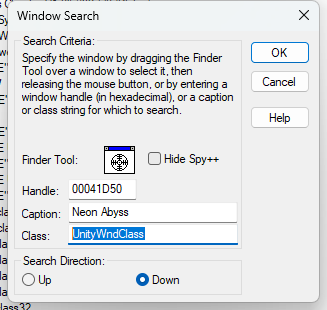 Window Search
Search Criteria:
Specify the window by dragging the Finder
Tool over a window to select it, then
releasing the mouse button, or by entering a
window handle (in hexadecimal), or a caption
or class string for which to search.
OK
Cancel
Help
Finder Tool:
Hide Spy++
Handle: 00041D50
Caption: Neon Abyss
Class: UnityWndClass
Search Direction:
Up
Down